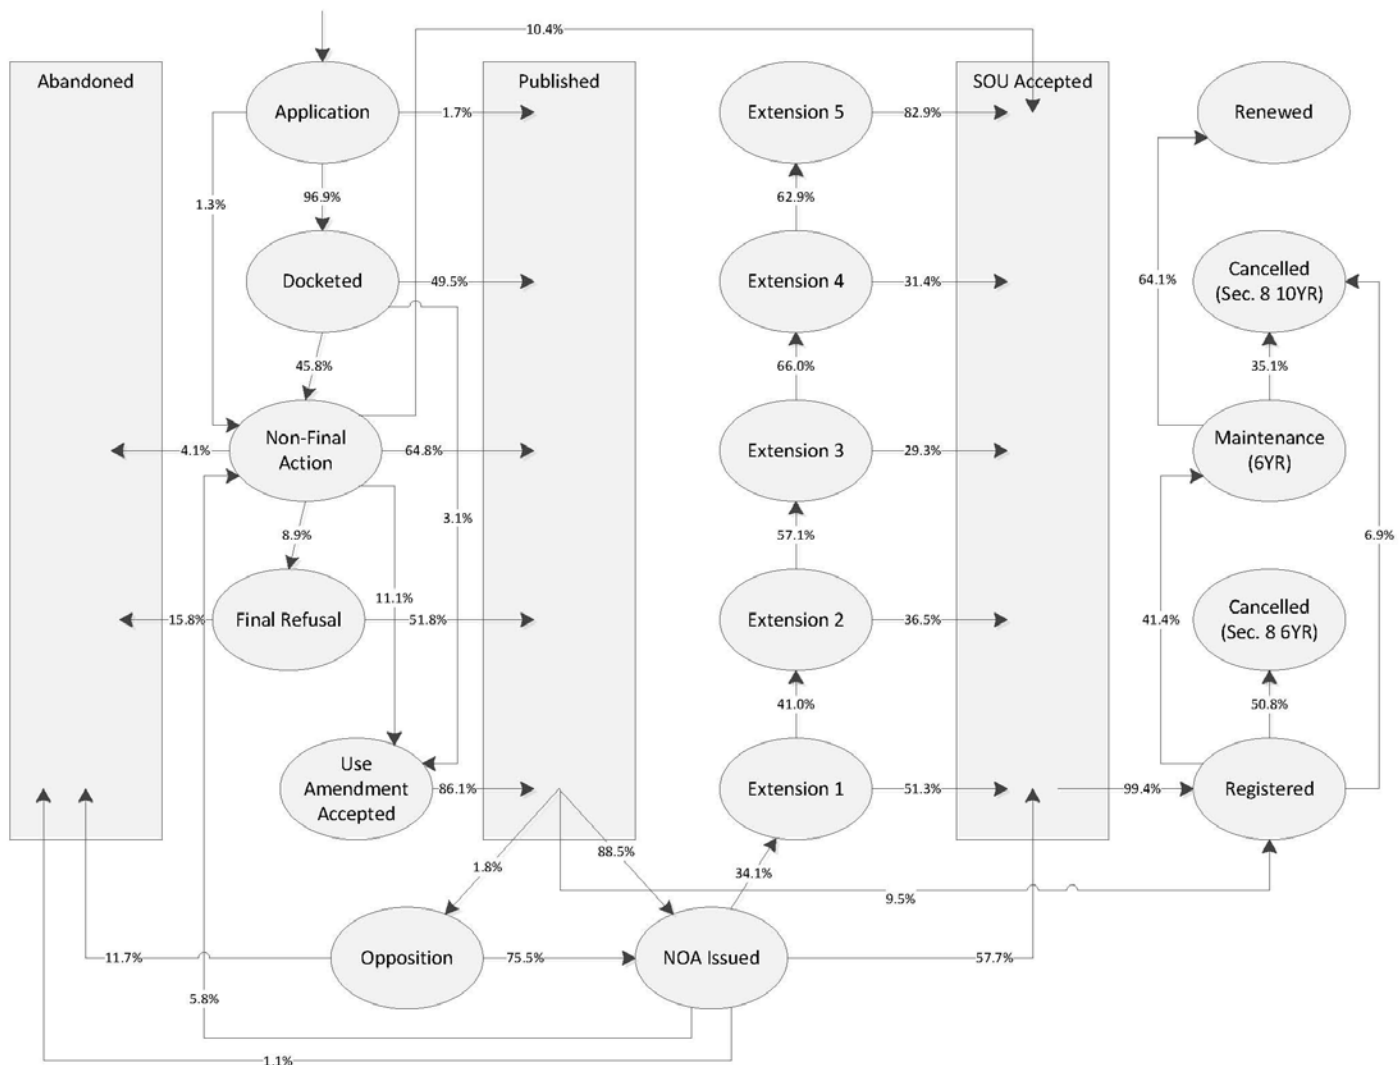 10.4%
Abandoned
Published
SOU Accepted
Application
1.7%
Extension 5
82.9%
Renewed
96.9%
1.3%
62.9%
Docketed
49.5%
Extension 4
31.4%
64.1%
Cancelled
(Sec. 8 10YR)
45.8%
66.0%
35.1%
4.1%
Non-Final
Action
64.8%
Extension 3
29.3%
Maintenance
(6YR)
3.1%
8.9%
57.1%
6.9%
11.1%
15.8%
Final Refusal
51.8%
Extension 2
36.5%
41.4%
Cancelled
(Sec. 8 6YR)
41.0%
50.8%
Use
Amendment
Accepted
86.1%
Extension 1
51.3%
99.4%
Registered
1.8%
88.5%
34.1%
9.5%
11.7%
Opposition
75.5%
NOA Issued
57.7%
5.8%
1.1%